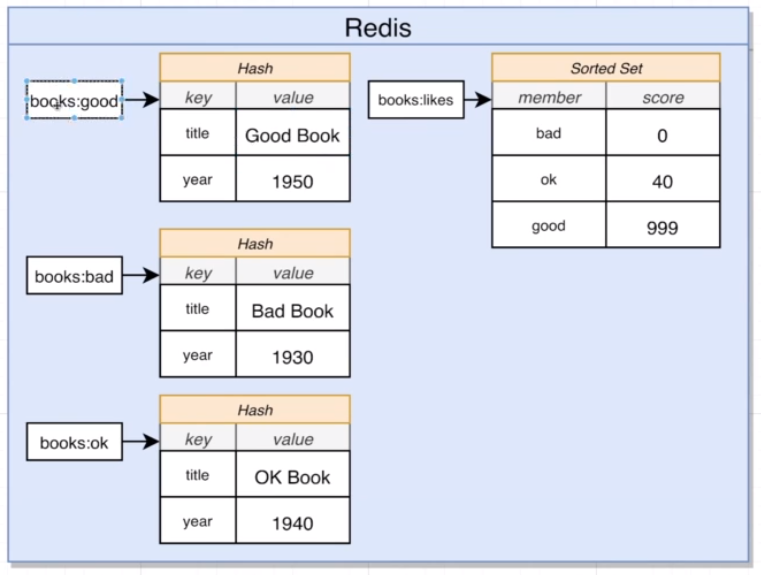 Redis
Hash
books:good
key value
title Good Book
year 1950
books:likes
Sorted Set
member score
bad 0
ok 40
good 999
Hash
books:bad
key value
title Bad Book
year 1930
Hash
books:ok
key value
title OK Book
year 1940